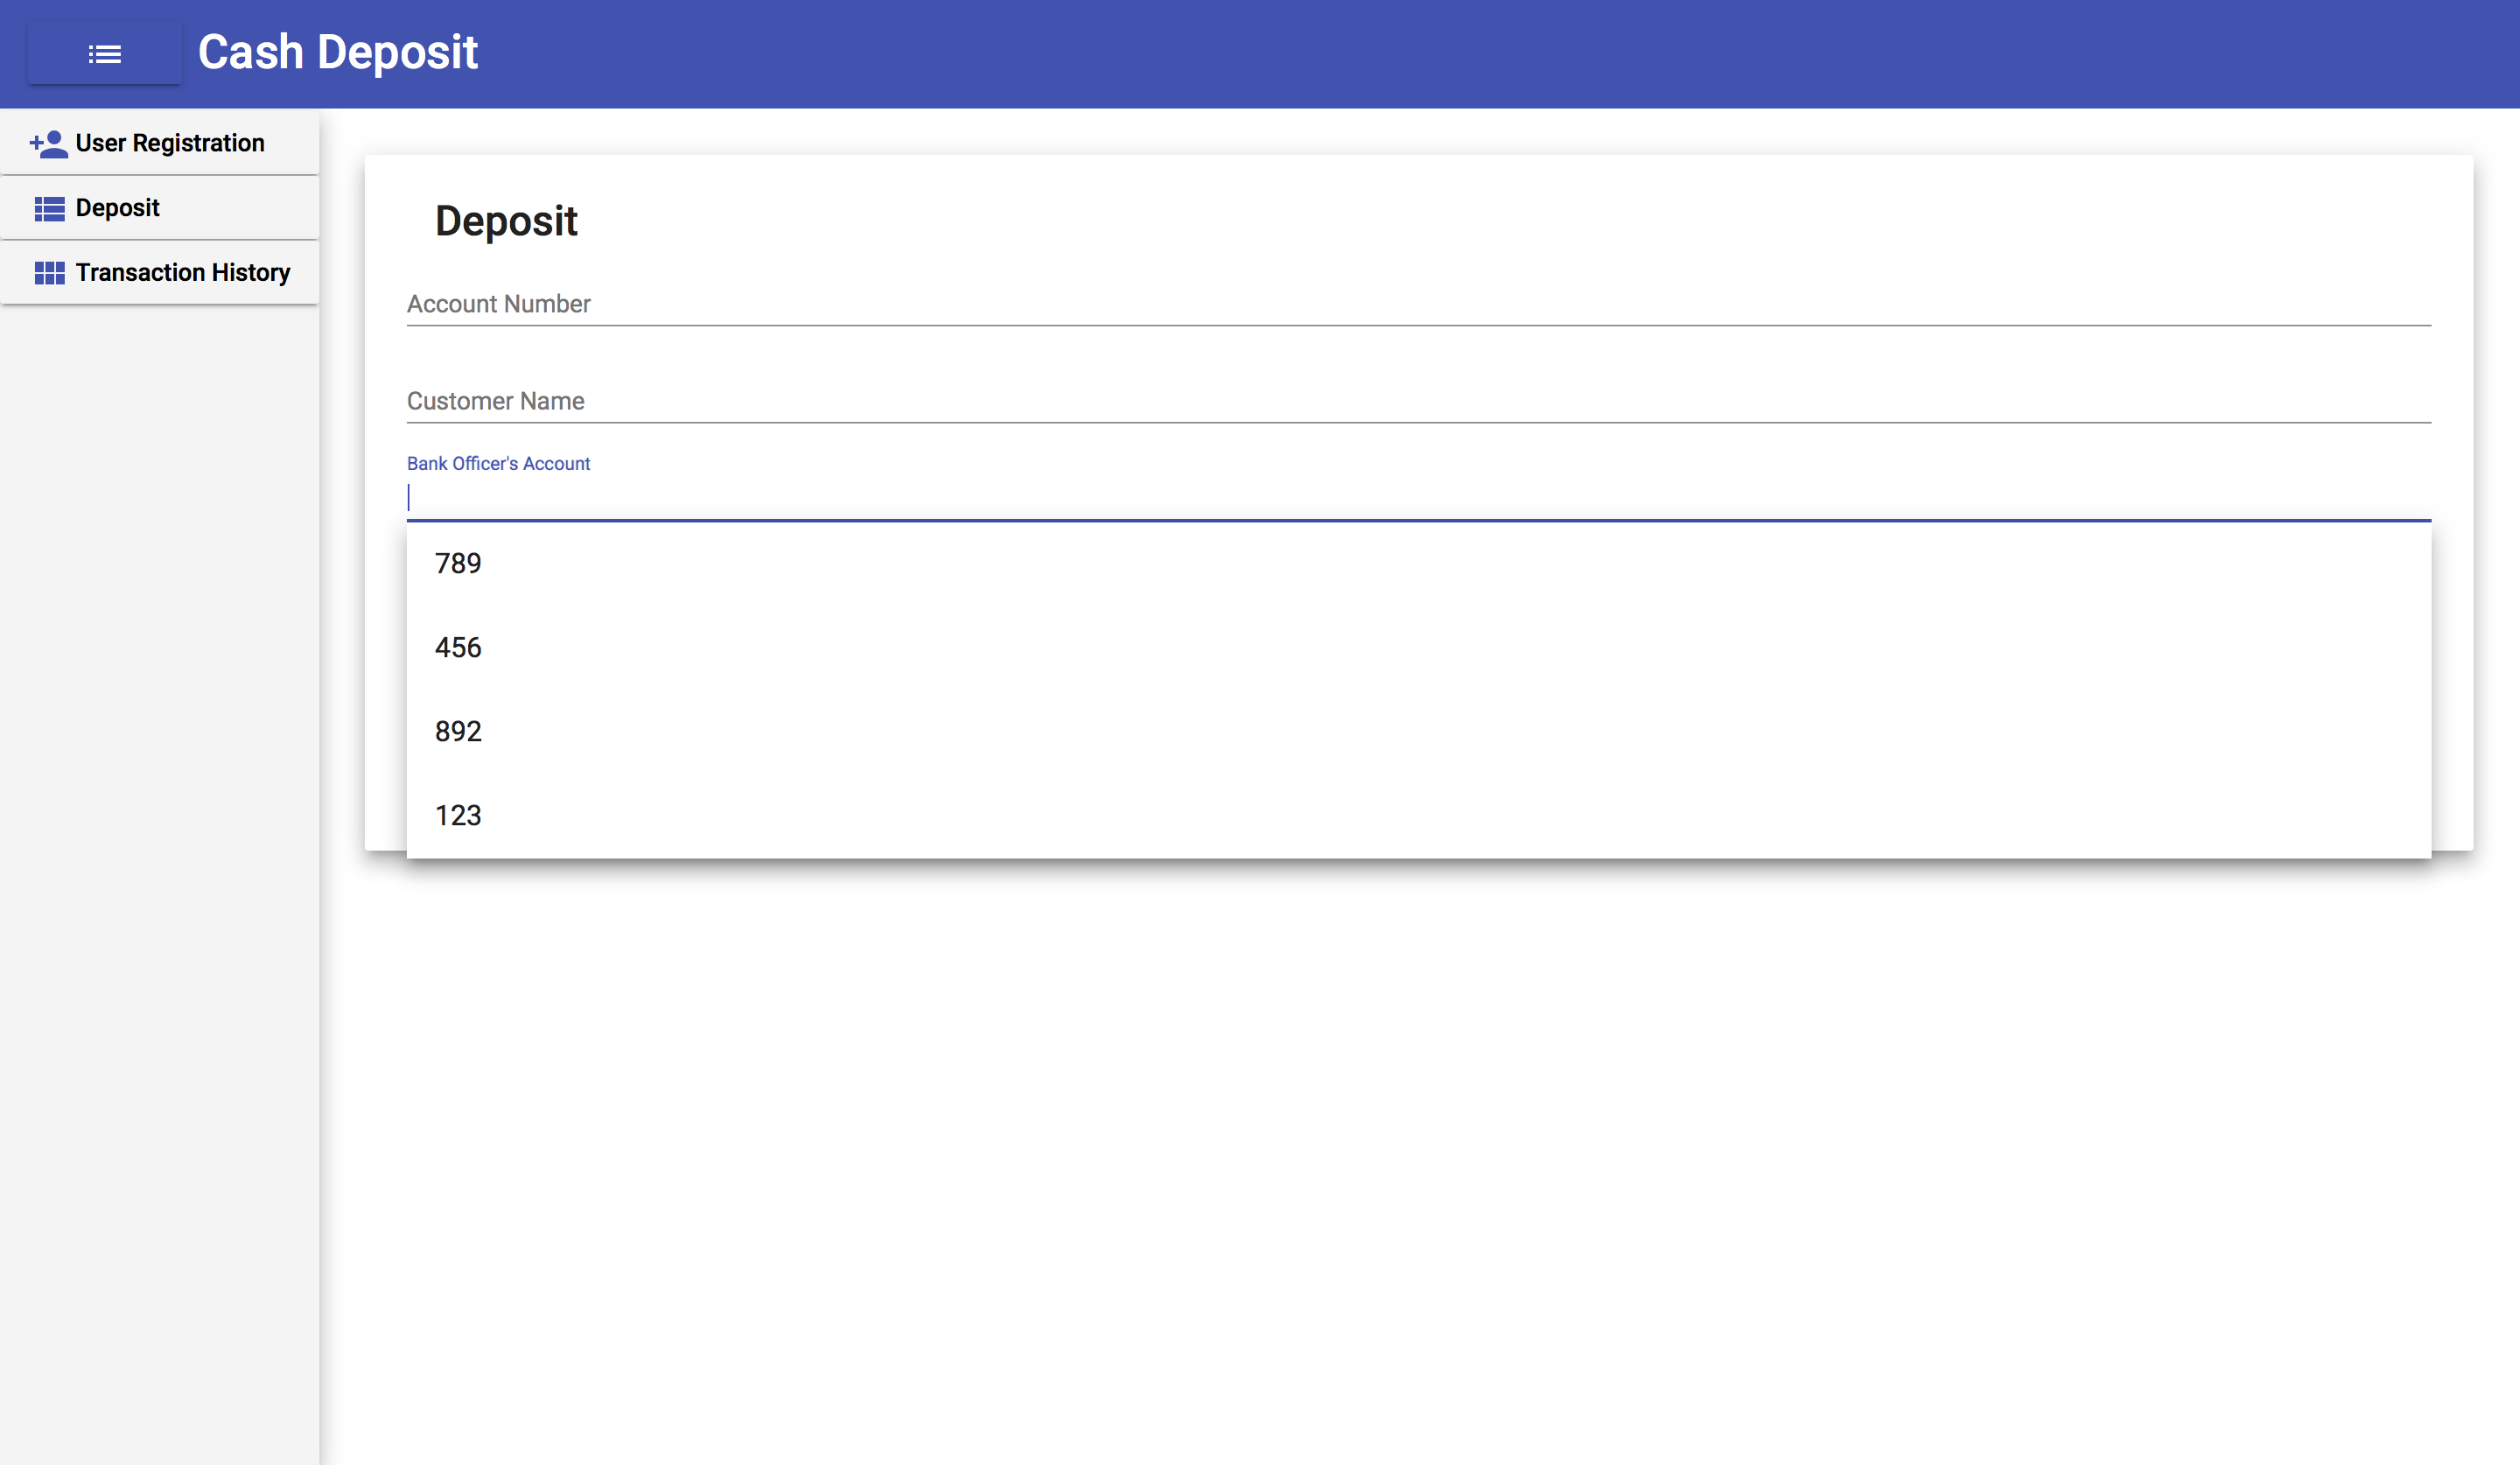 Cash Deposit
User Registration
Deposit
Transaction History
Deposit
Account Number
Customer Name
Bank Officer's Account
789
456
892
123